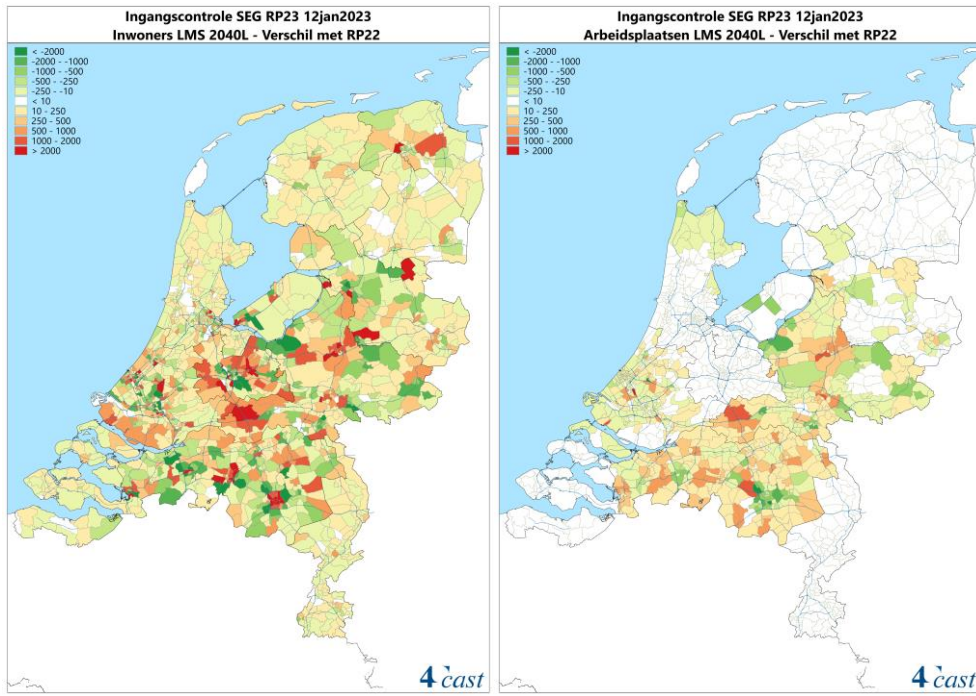 Ingangscontrole SEG RP23 12jan2023
Inwoners LMS 2040L - Verschil met RP22
< -2000
-2000 - -1000
-1000 - -500
-500 - -250
-250 - -10
< 10
10 - 250
250 - 500
500 - 1000
1000 - 2000
> 2000
4cast
Ingangscontrole SEG RP23 12jan2023
Arbeidsplaatsen LMS 2040L - Verschil met RP22
< -2000
-2000 - -1000
-1000 - -500
-500 - -250
-250 - -10
< 10
10 - 250
250 - 500
500 - 1000
1000 - 2000
> 2000
4cast